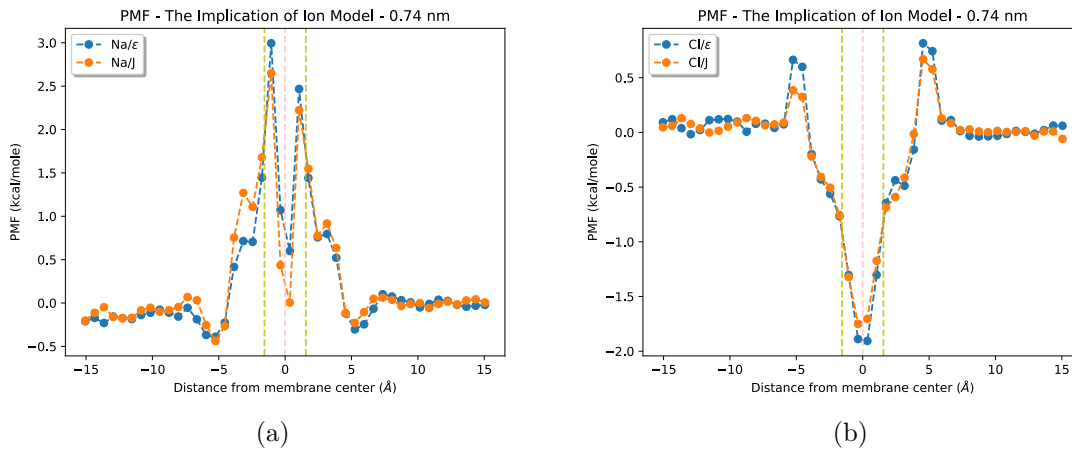 PMF - The Implication of Ion Model - 0.74 nm
3.0
2.5
2.0
1.5
1.0
0.5
0.0
−0.5
PMF (kcal/mole)
Na/ε
Na/J
−15
−10
−5
0
5
10
15
Distance from membrane center (Å)
(a)
PMF - The Implication of Ion Model - 0.74 nm
0.5
0.0
−0.5
−1.0
−1.5
−2.0
PMF (kcal/mole)
Cl/ε
Cl/J
−15
−10
−5
0
5
10
15
Distance from membrane center (Å)
(b)